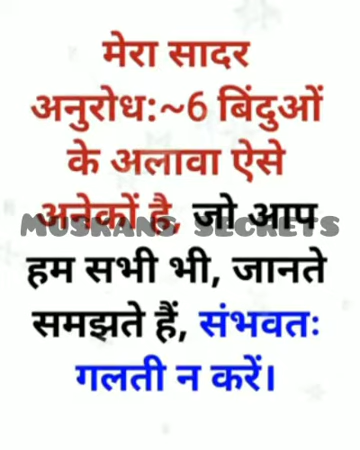 मेरा सादर
अनुरोध:~6 बिंदुओं
के अलावा ऐसे
अनेकों है, जो आप
MUSKANS SECRETS
हम सभी भी, जानते
समझते हैं, संभवतः
गलती न करें।